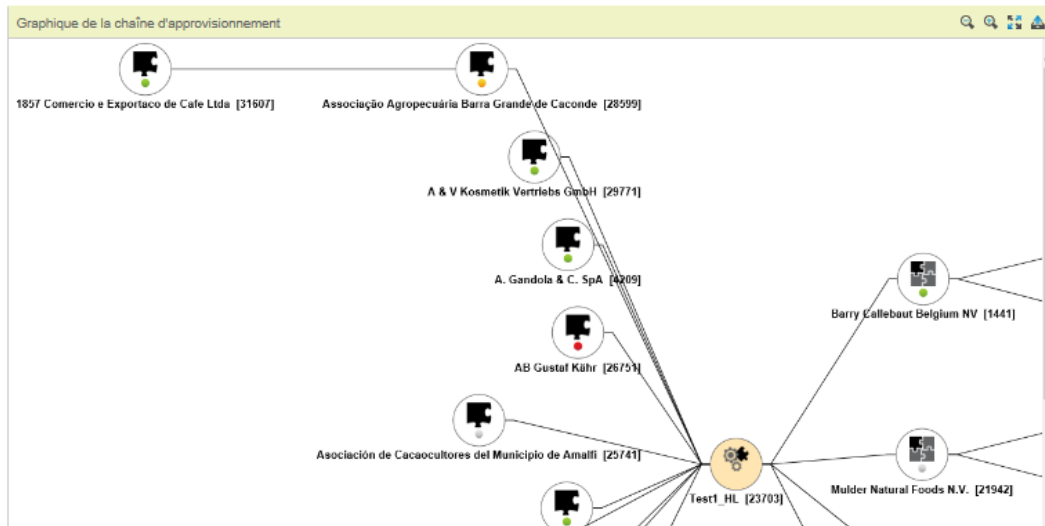 Graphique de la chaîne d'approvisionnement
1857 Comercio e Exportaco de Cafe Ltda [31607]
Associação Agropecuária Barra Grande de Caconde [28599]
A & V Kosmetik Vertriebs GmbH [29771]
A. Gandola & C. SpA [4209]
Barry Callebaut Belgium NV [1441]
AB Gustaf Kähr [26751]
Asociación de Cacaocultores del Municipio de Amalfi [25741]
Test1_HL [23703]
Mulder Natural Foods N.V. [21942]